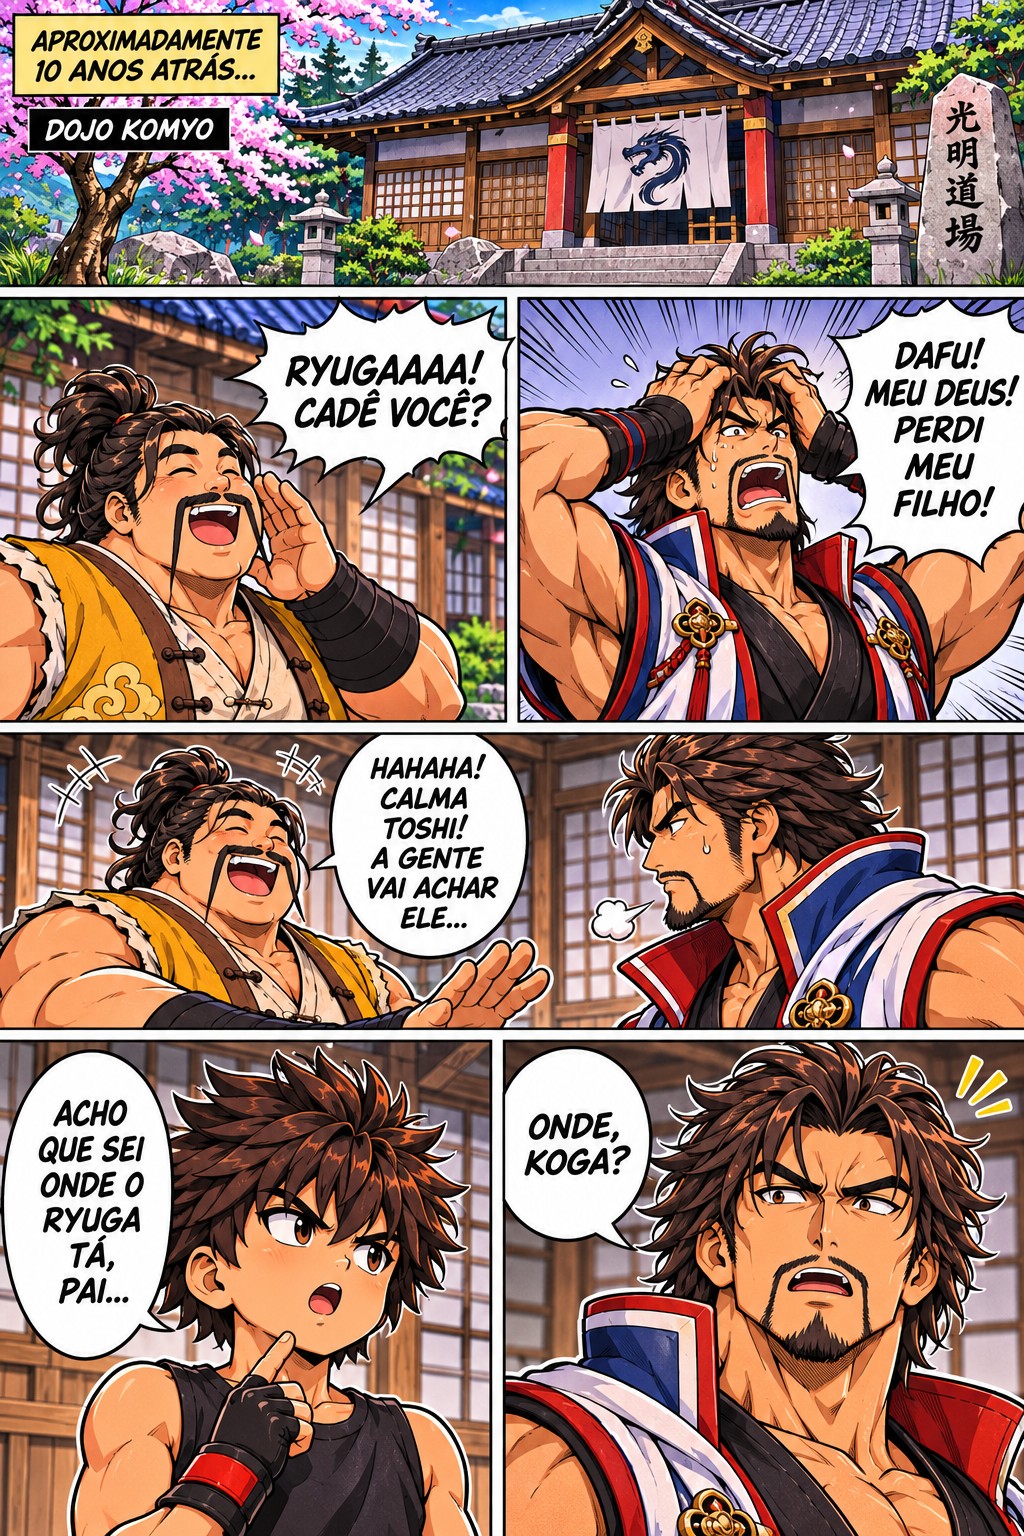 APROXIMADAMENTE
10 ANOS ATRÁS...
DOJO KOMYO
光明道場
RYUGAAAA!
CADÊ VOCÊ?
DAFU!
MEU DEUS!
PERDI
MEU
FILHO!
HAHAHA!
CALMA
TOSHI!
A GENTE
VAI ACHAR
ELE...
ACHO
QUE SEI
ONDE O
RYUGA
TÁ,
PAI...
ONDE,
KOGA?